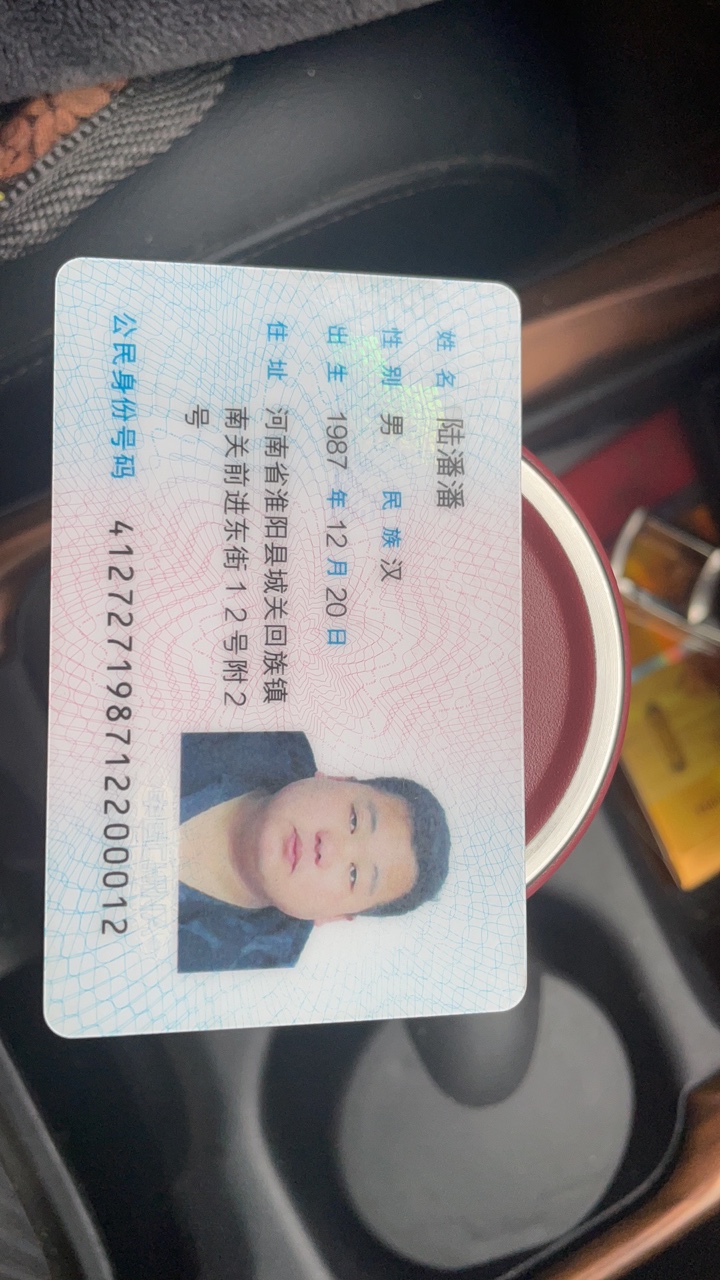 姓名 陆潘潘
性别 男 民族 汉
出生 1987 年 12 月 20 日
住址 河南省淮阳县城关回族镇
南关前进东街12号附2
号
公民身份号码 412727198712200012